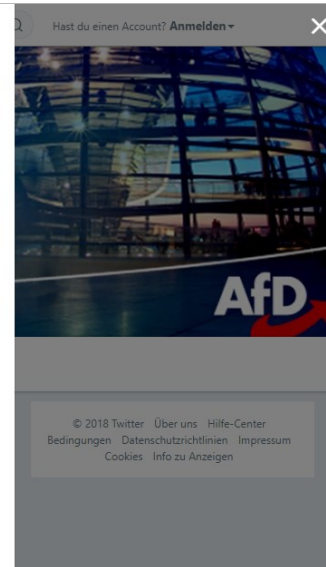 Hast du einen Account? Anmelden
AfD
© 2018 Twitter Über uns Hilfe-Center
Bedingungen Datenschutzrichtlinien Impressum
Cookies Info zu Anzeigen